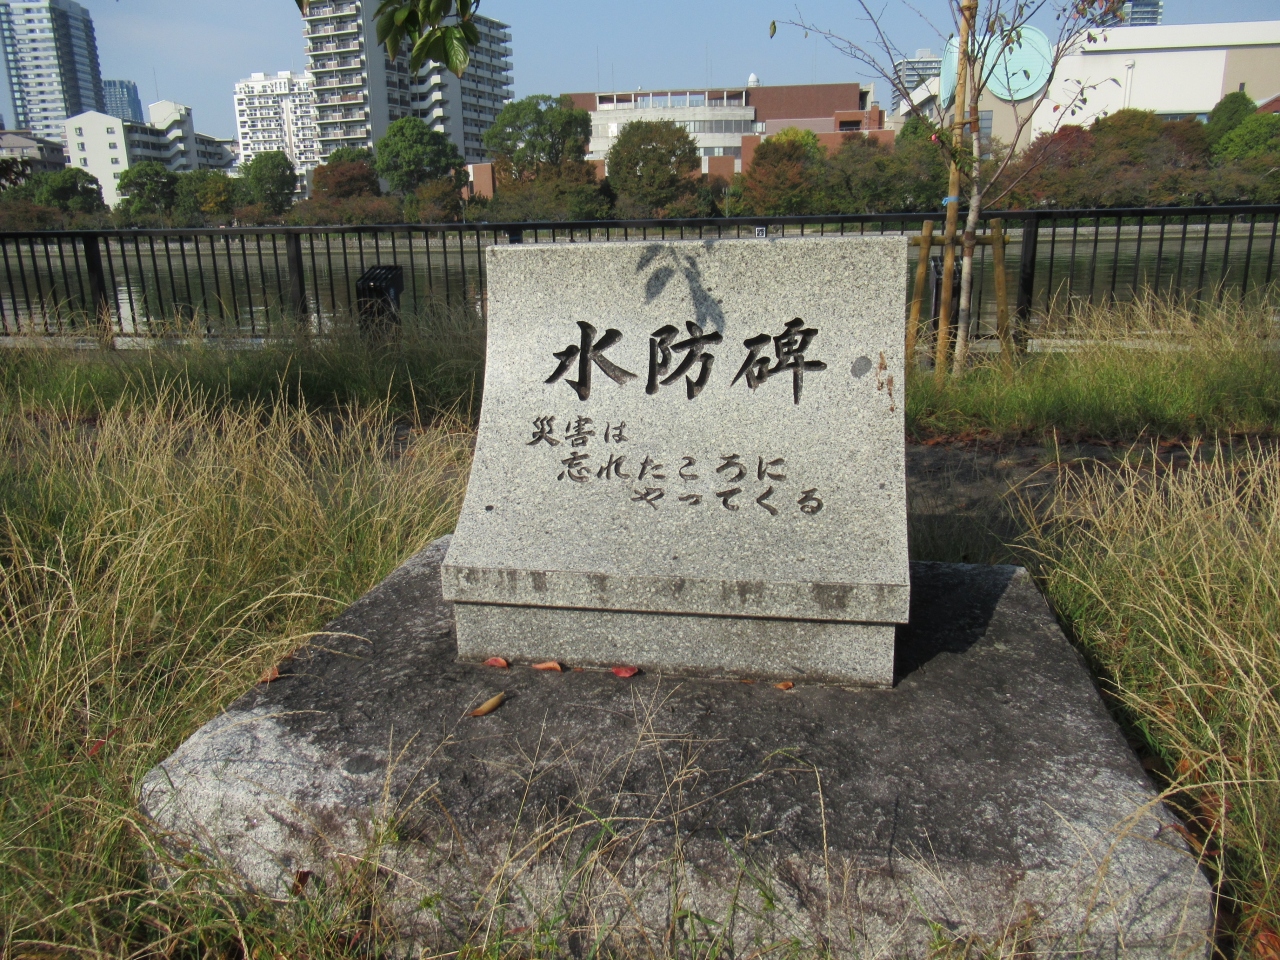 水防碑
災害は
忘れたころに
やってくる